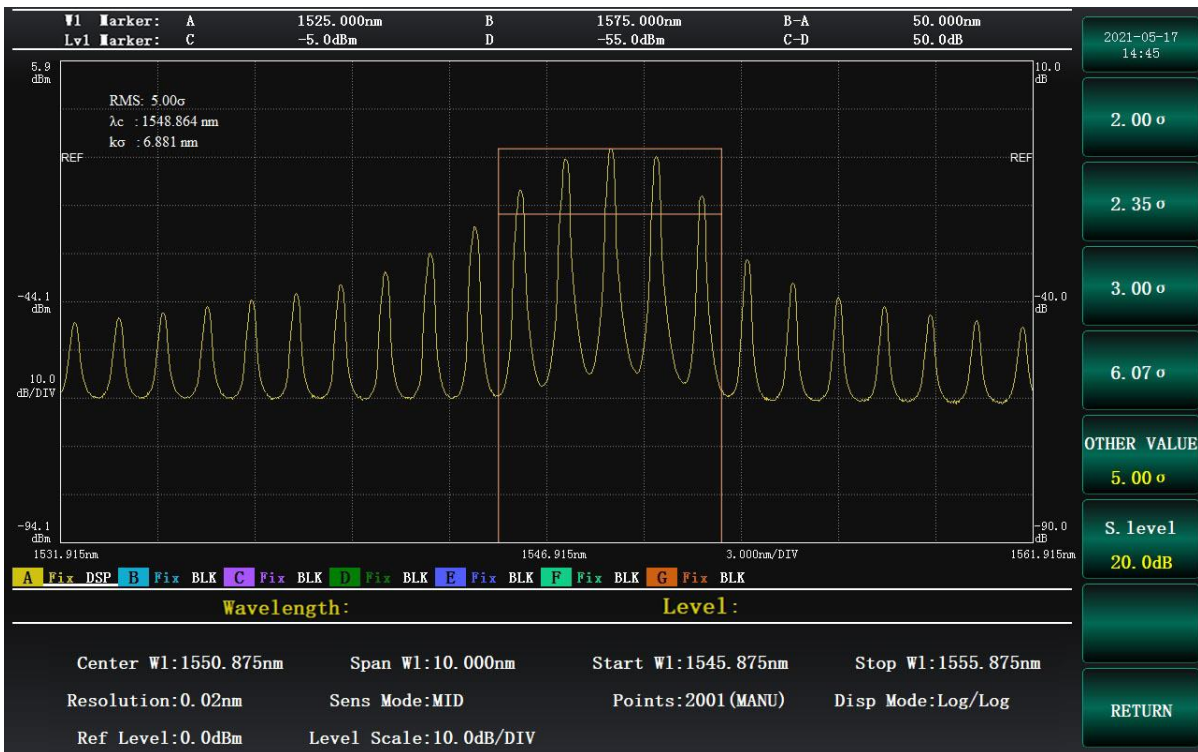 Wl Marker: A 1525.000nm B 1575.000nm B-A 50.000nm
Lvl Marker: C -5.0dBm D -55.0dBm C-D 50.0dB
2021-05-17
14:45
5.9
dBm
10.0
dB
RMS: 5.00σ
λc : 1548.864 nm
kσ : 6.881 nm
REF
REF
-44.1
dBm
-40.0
dB
10.0
dB/DIV
-94.1
dBm
-90.0
dB
1531.915nm 1546.915nm 3.000nm/DIV 1561.915nm
A Fix DSP B Fix BLK C Fix BLK D Fix BLK E Fix BLK F Fix BLK G Fix BLK
Wavelength: Level:
Center Wl:1550.875nm Span Wl:10.000nm Start Wl:1545.875nm Stop Wl:1555.875nm
Resolution:0.02nm Sens Mode:MID Points:2001(MANU) Disp Mode:Log/Log
Ref Level:0.0dBm Level Scale:10.0dB/DIV
2.00 σ
2.35 σ
3.00 σ
6.07 σ
OTHER VALUE
5.00 σ
S.level
20.0dB
RETURN